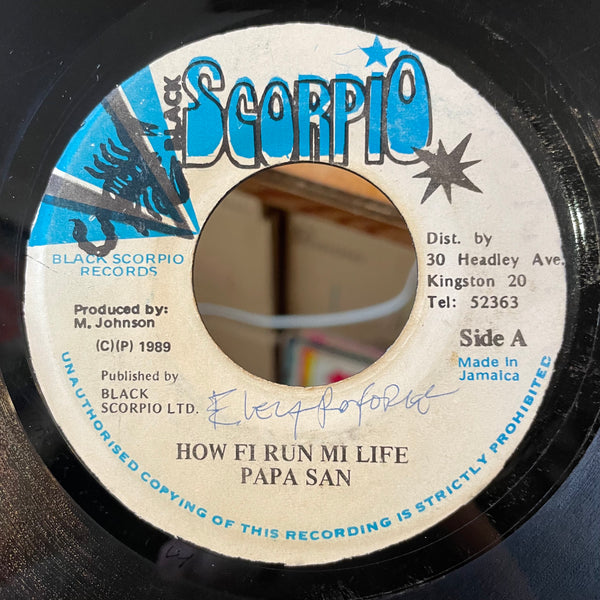 BLACK
SCORPIO
BLACK SCORPIO
RECORDS
Dist. by
30 Headley Ave.
Kingston 20
Tel: 52363
Produced by:
M. Johnson
(C)(P) 1989
Side A
Made In
Jamaica
Published by
BLACK
SCORPIO LTD.
HOW FI RUN MI LIFE
PAPA SAN
UNAUTHORISED COPYING OF THIS RECORDING IS STRICTLY PROHIBITED